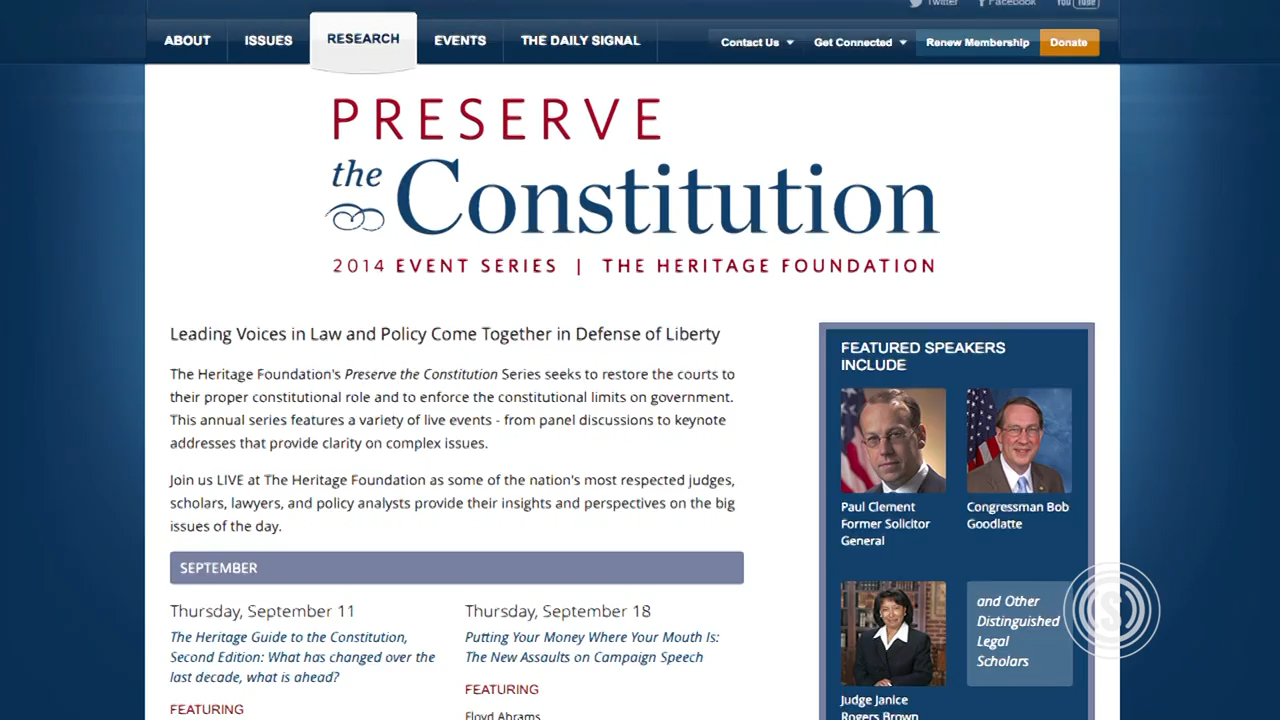 Twitter
Facebook
You Tube
ABOUT
ISSUES
RESEARCH
EVENTS
THE DAILY SIGNAL
Contact Us
Get Connected
Renew Membership
Donate
PRESERVE
the Constitution
2014 EVENT SERIES | THE HERITAGE FOUNDATION
Leading Voices in Law and Policy Come Together in Defense of Liberty
The Heritage Foundation's Preserve the Constitution Series seeks to restore the courts to
their proper constitutional role and to enforce the constitutional limits on government.
This annual series features a variety of live events - from panel discussions to keynote
addresses that provide clarity on complex issues.
Join us LIVE at The Heritage Foundation as some of the nation's most respected judges,
scholars, lawyers, and policy analysts provide their insights and perspectives on the big
issues of the day.
SEPTEMBER
Thursday, September 11
The Heritage Guide to the Constitution,
Second Edition: What has changed over the
last decade, what is ahead?
FEATURING
Thursday, September 18
Putting Your Money Where Your Mouth Is:
The New Assaults on Campaign Speech
FEATURING
Floyd Abrams
FEATURED SPEAKERS
INCLUDE
Paul Clement
Former Solicitor
General
Congressman Bob
Goodlatte
Judge Janice
Rogers Brown
and Other
Distinguished
Legal
Scholars
S